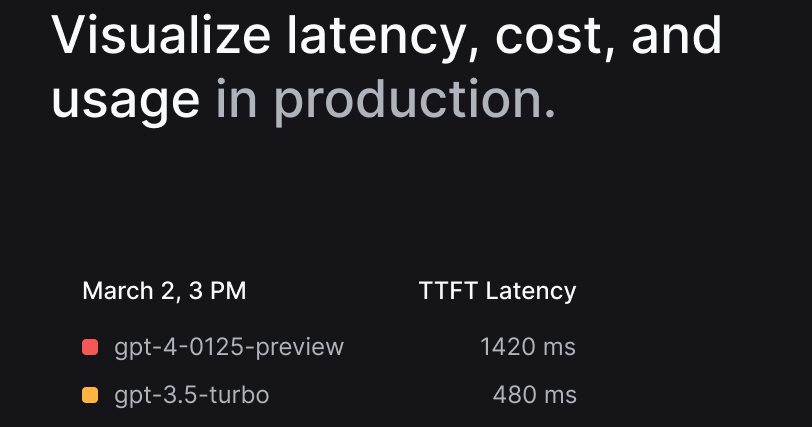 Visualize latency, cost, and
usage in production.
March 2, 3 PM TTFT Latency
gpt-4-0125-preview 1420 ms
gpt-3.5-turbo 480 ms